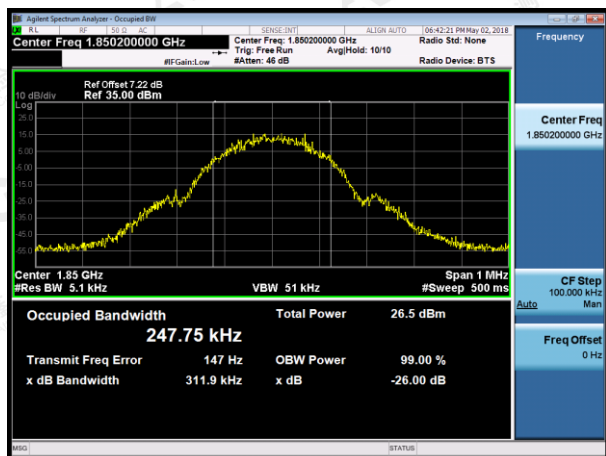 Agilent Spectrum Analyzer - Occupied BW
RL RF 50 Ω AC SENSE:INT ALIGN AUTO 06:42:21 PM May 02, 2018
Center Freq 1.850200000 GHz Center Freq: 1.850200000 GHz Radio Std: None
Trig: Free Run Avg|Hold: 10/10
#IFGain:Low #Atten: 46 dB Radio Device: BTS
Frequency
Ref Offset 7.22 dB
10 dB/div Ref 35.00 dBm
Log
25.0
15.0
5.00
-5.00
-15.0
-25.0
-35.0
-45.0
-55.0
Center Freq
1.850200000 GHz
Center 1.85 GHz Span 1 MHz
#Res BW 5.1 kHz VBW 51 kHz #Sweep 500 ms
CF Step
100.000 kHz
Auto Man
Occupied Bandwidth Total Power 26.5 dBm
247.75 kHz
Transmit Freq Error 147 Hz OBW Power 99.00 %
x dB Bandwidth 311.9 kHz x dB -26.00 dB
Freq Offset
0 Hz
MSG STATUS